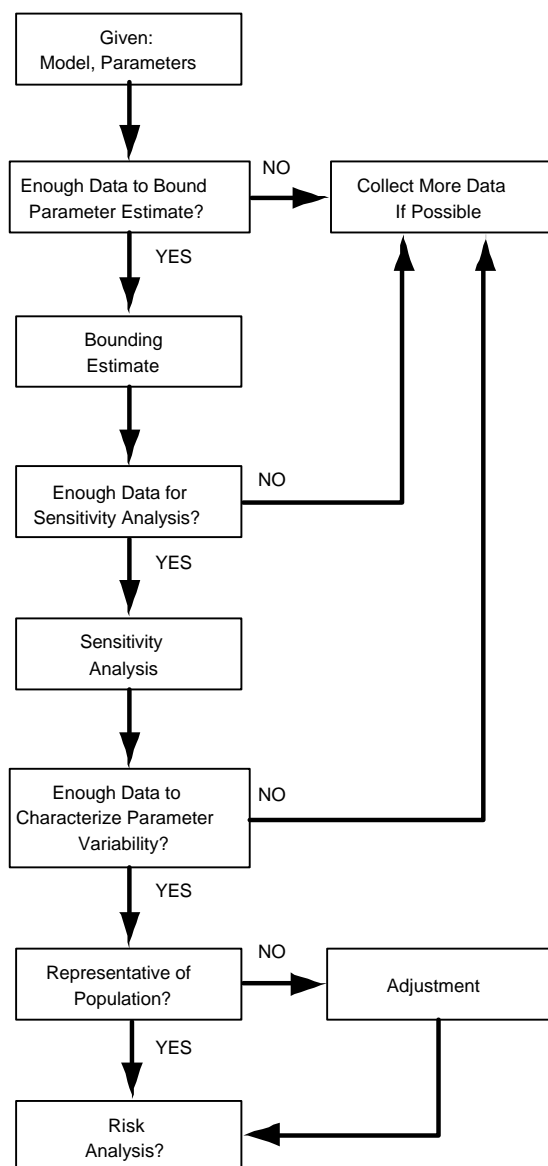 Given:
Model, Parameters
Enough Data to Bound
Parameter Estimate?
NO
Collect More Data
If Possible
YES
Bounding
Estimate
Enough Data for
Sensitivity Analysis?
NO
YES
Sensitivity
Analysis
Enough Data to
Characterize Parameter
Variability?
NO
YES
Representative of
Population?
NO
Adjustment
YES
Risk
Analysis?